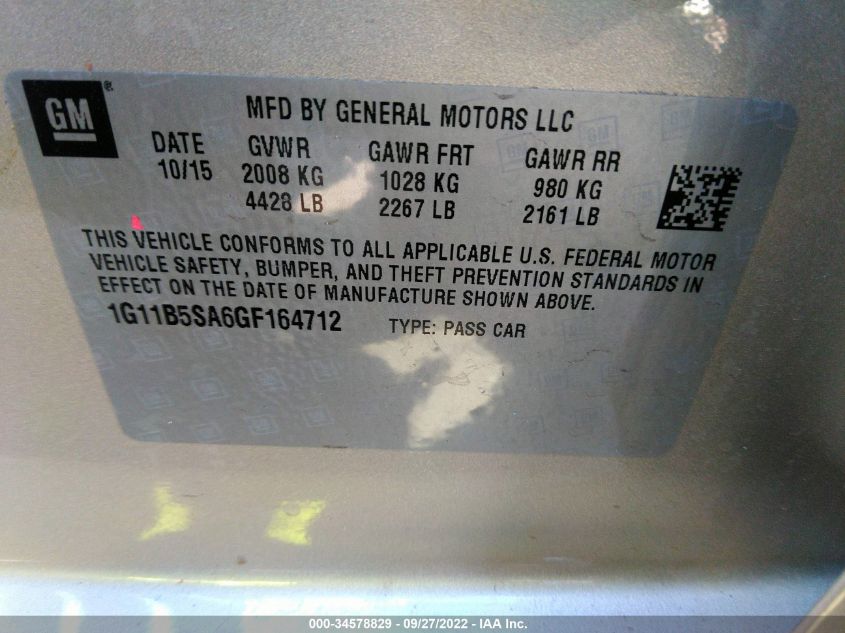 GM®
MFD BY GENERAL MOTORS LLC
DATE GVWR GAWR FRT GAWR RR
10/15 2008 KG 1028 KG 980 KG
4428 LB 2267 LB 2161 LB
THIS VEHICLE CONFORMS TO ALL APPLICABLE U.S. FEDERAL MOTOR
VEHICLE SAFETY, BUMPER, AND THEFT PREVENTION STANDARDS IN
EFFECT ON THE DATE OF MANUFACTURE SHOWN ABOVE.
1G11B5SA6GF164712 TYPE: PASS CAR
000-34578829 - 09/27/2022 - IAA Inc.